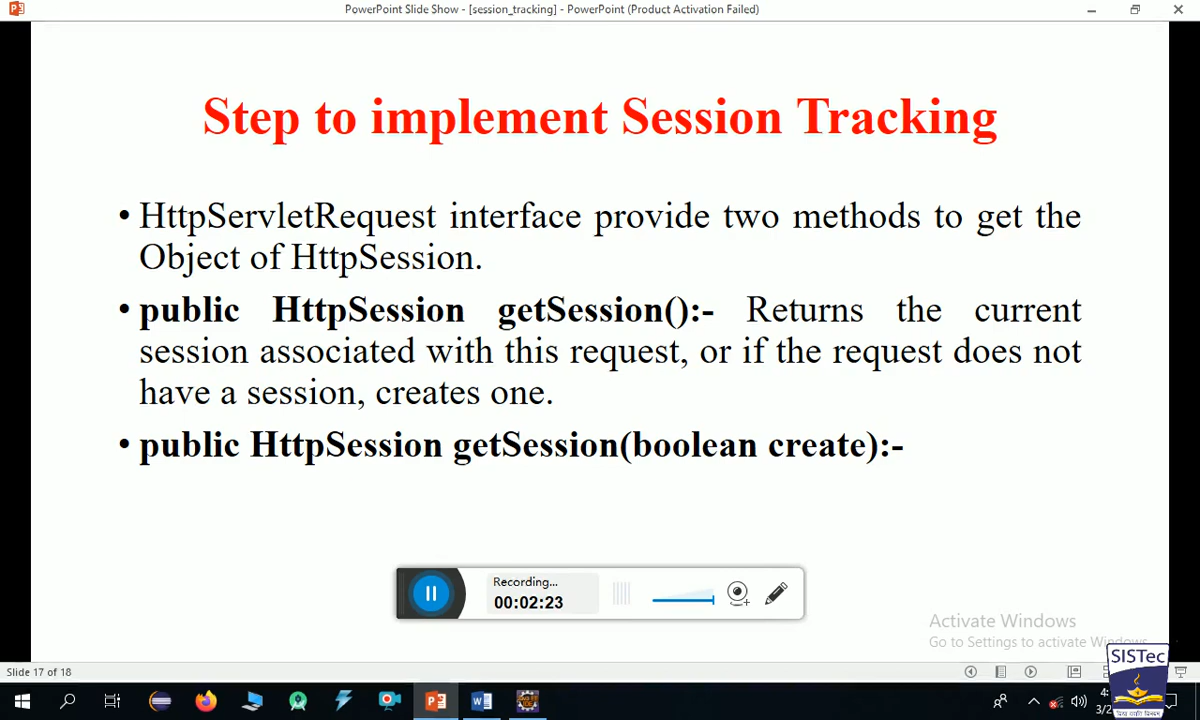 PowerPoint Slide Show - [session_tracking] - PowerPoint (Product Activation Failed)
Step to implement Session Tracking
• HttpServletRequest interface provide two methods to get the
Object of HttpSession.
• public HttpSession getSession():- Returns the current
session associated with this request, or if the request does not
have a session, creates one.
• public HttpSession getSession(boolean create):-
Recording...
00:02:23
Activate Windows
Go to Settings to activate Windows.
Slide 17 of 18
SISTec